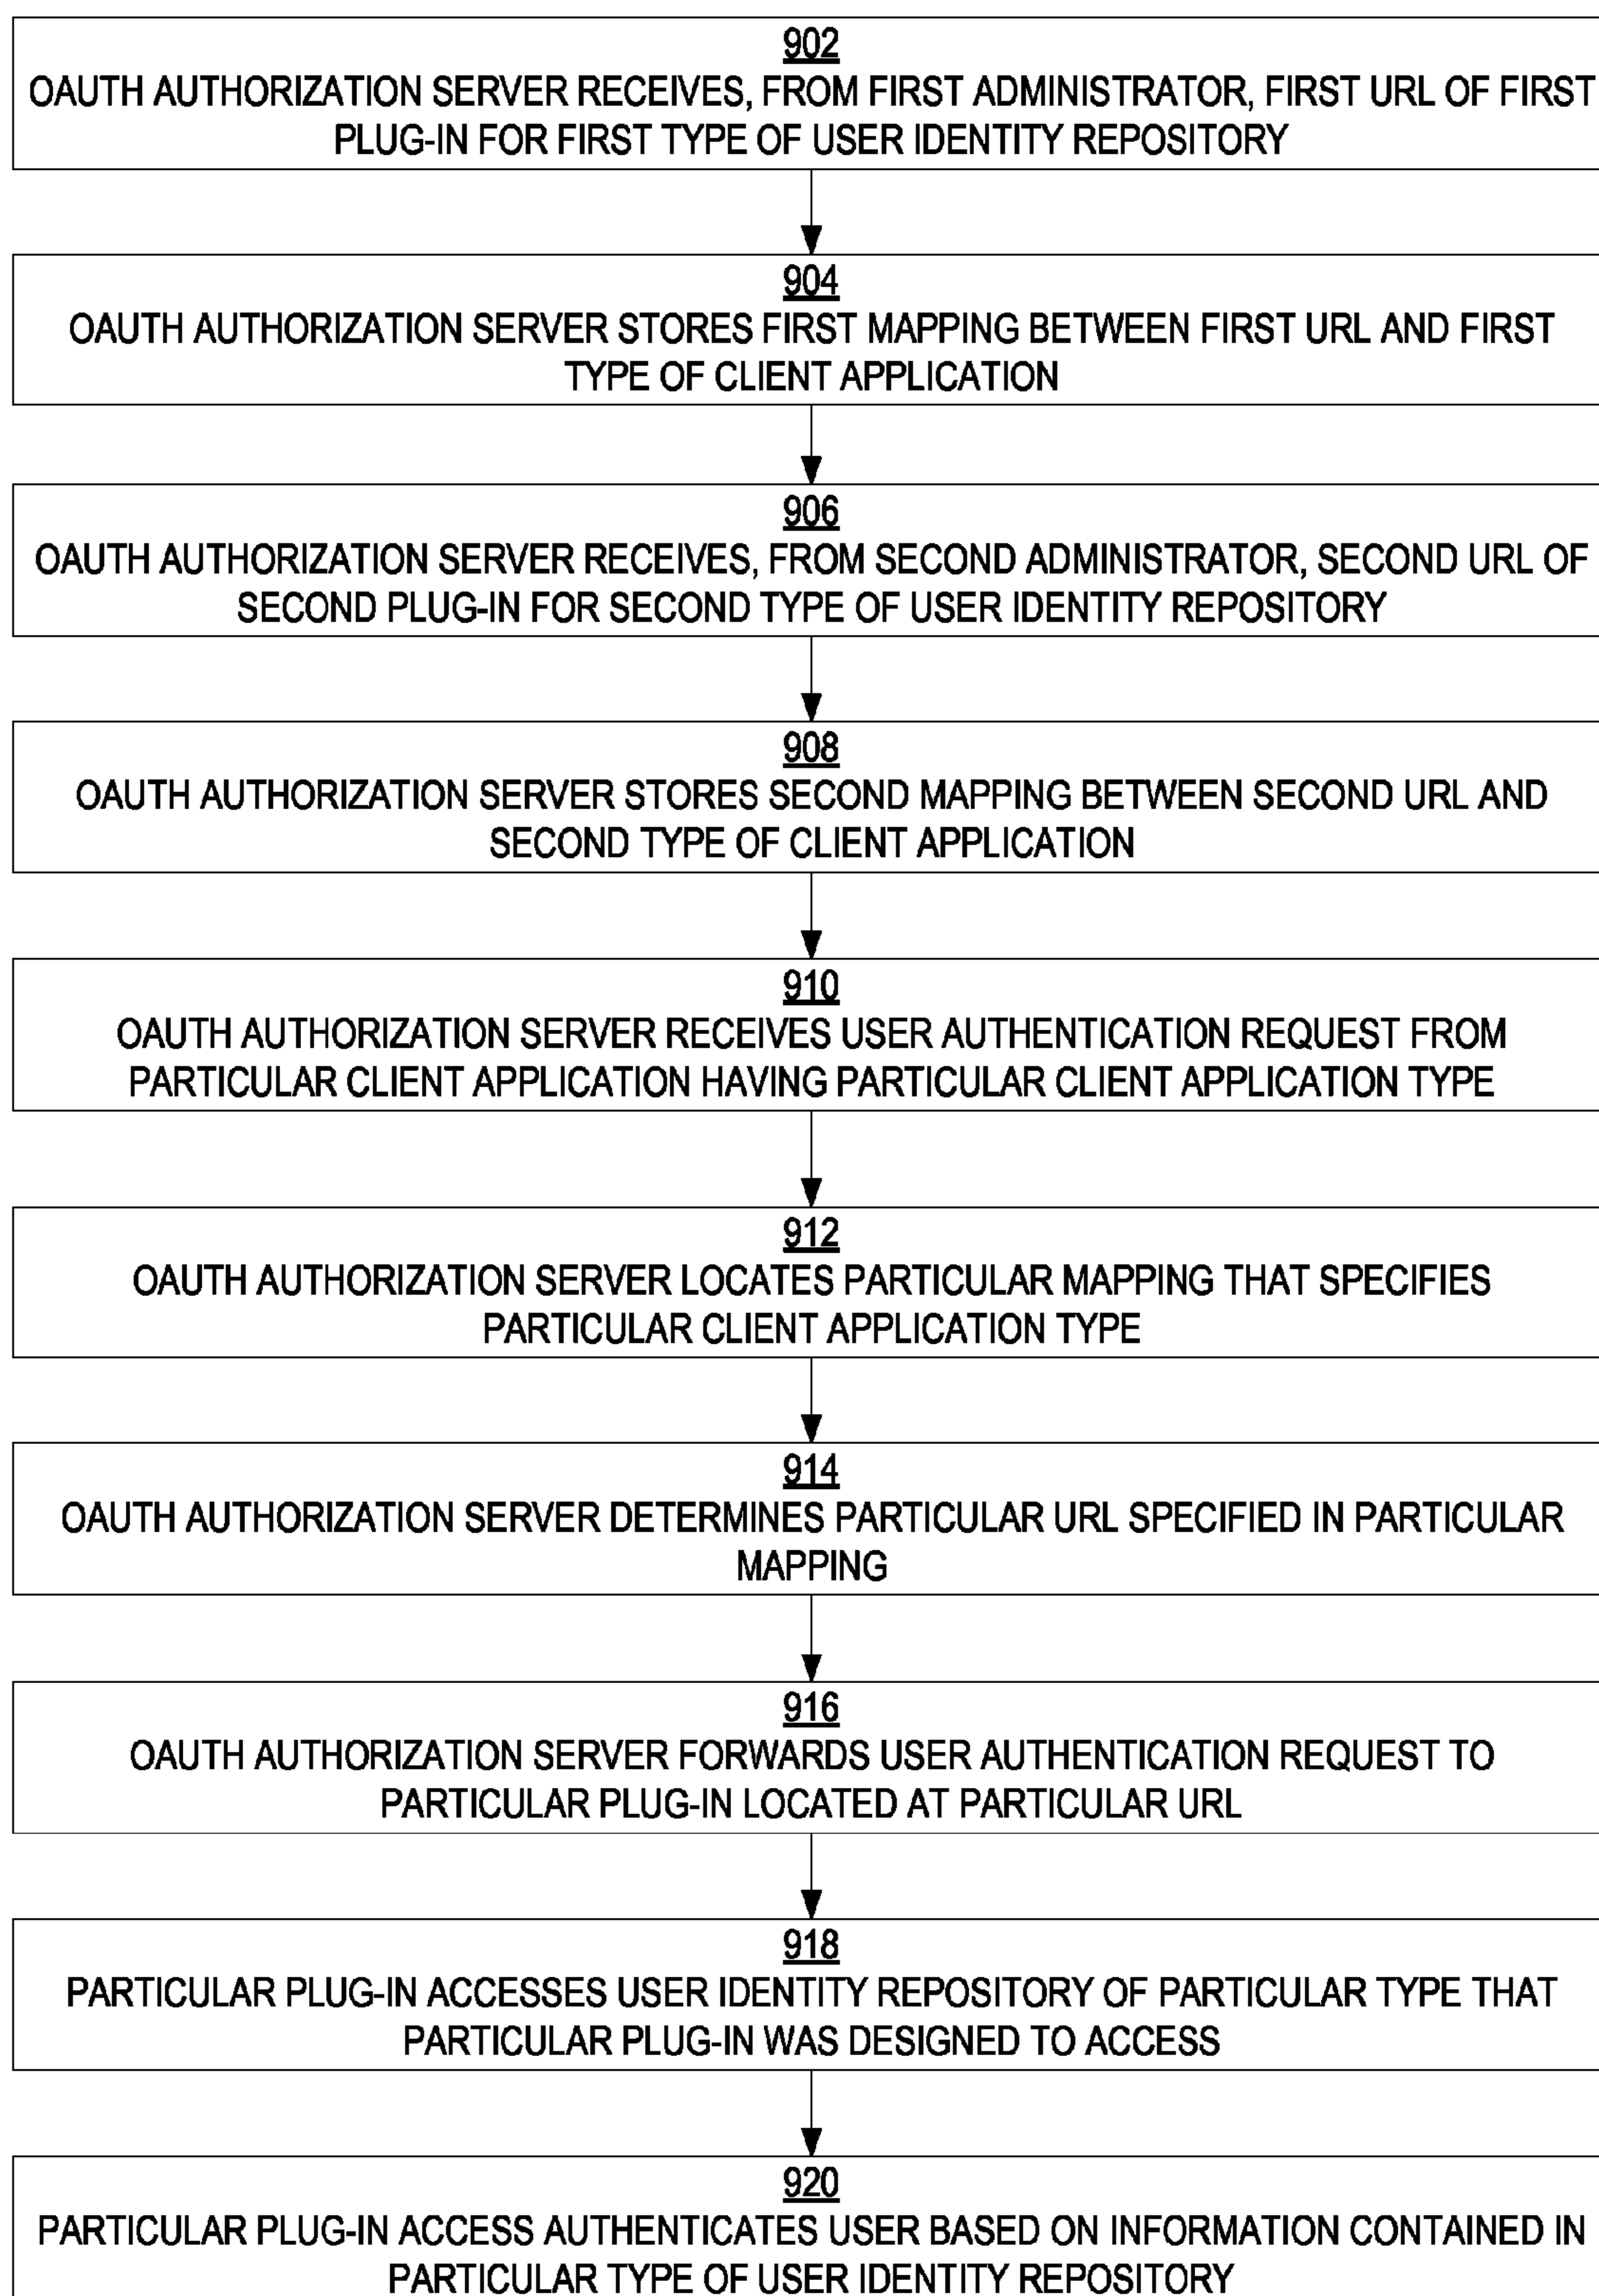 902
OAUTH AUTHORIZATION SERVER RECEIVES, FROM FIRST ADMINISTRATOR, FIRST URL OF FIRST
PLUG-IN FOR FIRST TYPE OF USER IDENTITY REPOSITORY
904
OAUTH AUTHORIZATION SERVER STORES FIRST MAPPING BETWEEN FIRST URL AND FIRST
TYPE OF CLIENT APPLICATION
906
OAUTH AUTHORIZATION SERVER RECEIVES, FROM SECOND ADMINISTRATOR, SECOND URL OF
SECOND PLUG-IN FOR SECOND TYPE OF USER IDENTITY REPOSITORY
908
OAUTH AUTHORIZATION SERVER STORES SECOND MAPPING BETWEEN SECOND URL AND
SECOND TYPE OF CLIENT APPLICATION
910
OAUTH AUTHORIZATION SERVER RECEIVES USER AUTHENTICATION REQUEST FROM
PARTICULAR CLIENT APPLICATION HAVING PARTICULAR CLIENT APPLICATION TYPE
912
OAUTH AUTHORIZATION SERVER LOCATES PARTICULAR MAPPING THAT SPECIFIES
PARTICULAR CLIENT APPLICATION TYPE
914
OAUTH AUTHORIZATION SERVER DETERMINES PARTICULAR URL SPECIFIED IN PARTICULAR
MAPPING
916
OAUTH AUTHORIZATION SERVER FORWARDS USER AUTHENTICATION REQUEST TO
PARTICULAR PLUG-IN LOCATED AT PARTICULAR URL
918
PARTICULAR PLUG-IN ACCESSES USER IDENTITY REPOSITORY OF PARTICULAR TYPE THAT
PARTICULAR PLUG-IN WAS DESIGNED TO ACCESS
920
PARTICULAR PLUG-IN ACCESS AUTHENTICATES USER BASED ON INFORMATION CONTAINED IN
PARTICULAR TYPE OF USER IDENTITY REPOSITORY